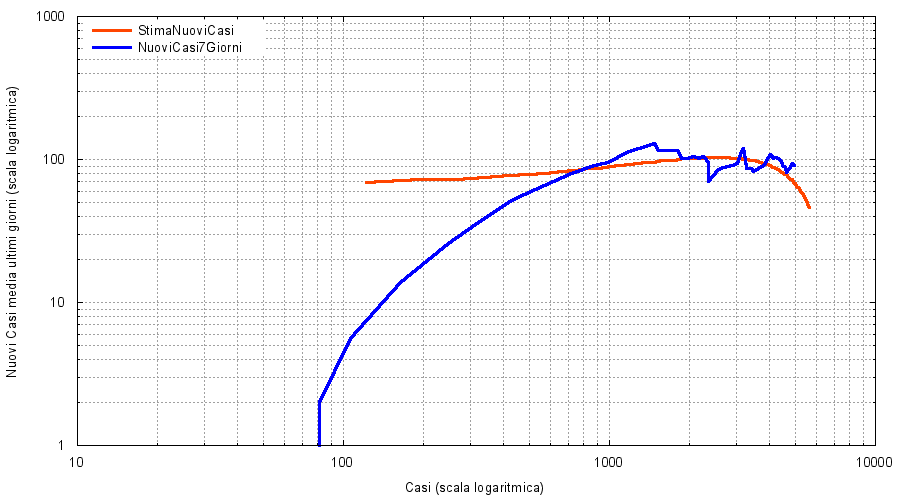 1000
StimaNuoviCasi
NuoviCasi7Giorni
100
10
1
10
100
1000
10000
Nuovi Casi media ultimi giorni (scala logaritmica)
Casi (scala logaritmica)